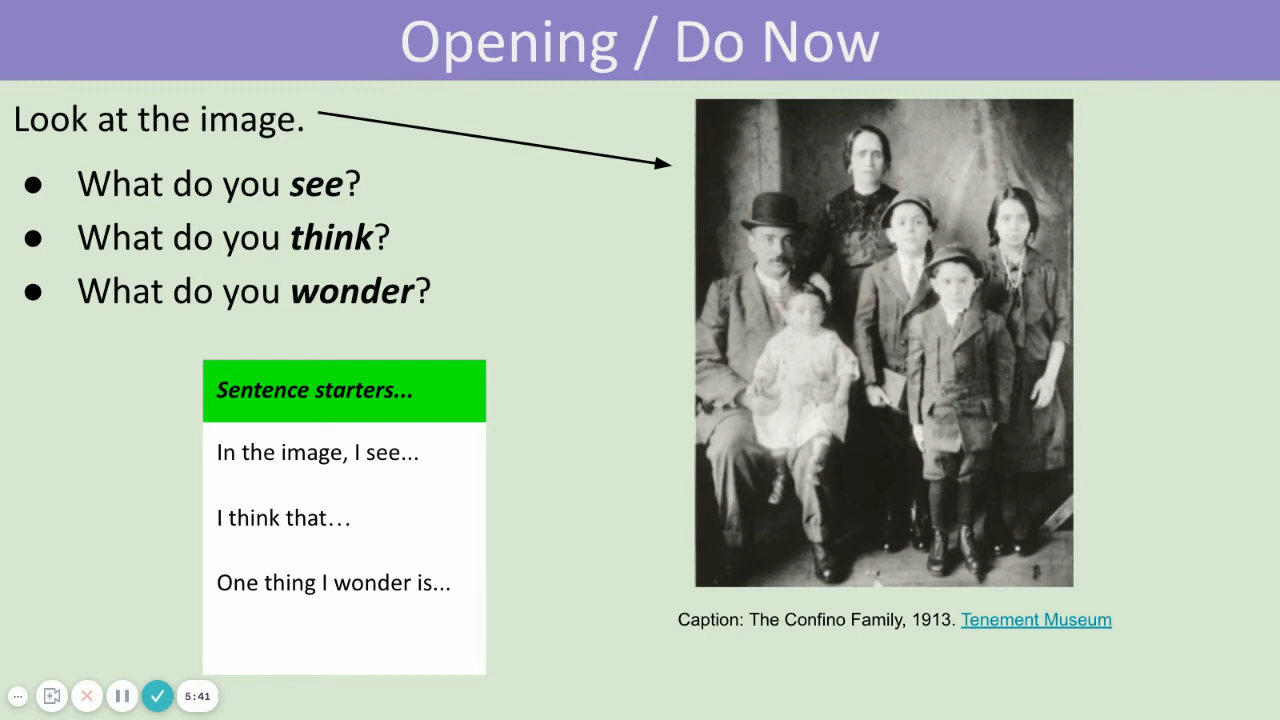 Opening / Do Now
Look at the image.
● What do you see?
● What do you think?
● What do you wonder?
Sentence starters...
In the image, I see...
I think that...
One thing I wonder is...
Caption: The Confino Family, 1913. Tenement Museum
5:41